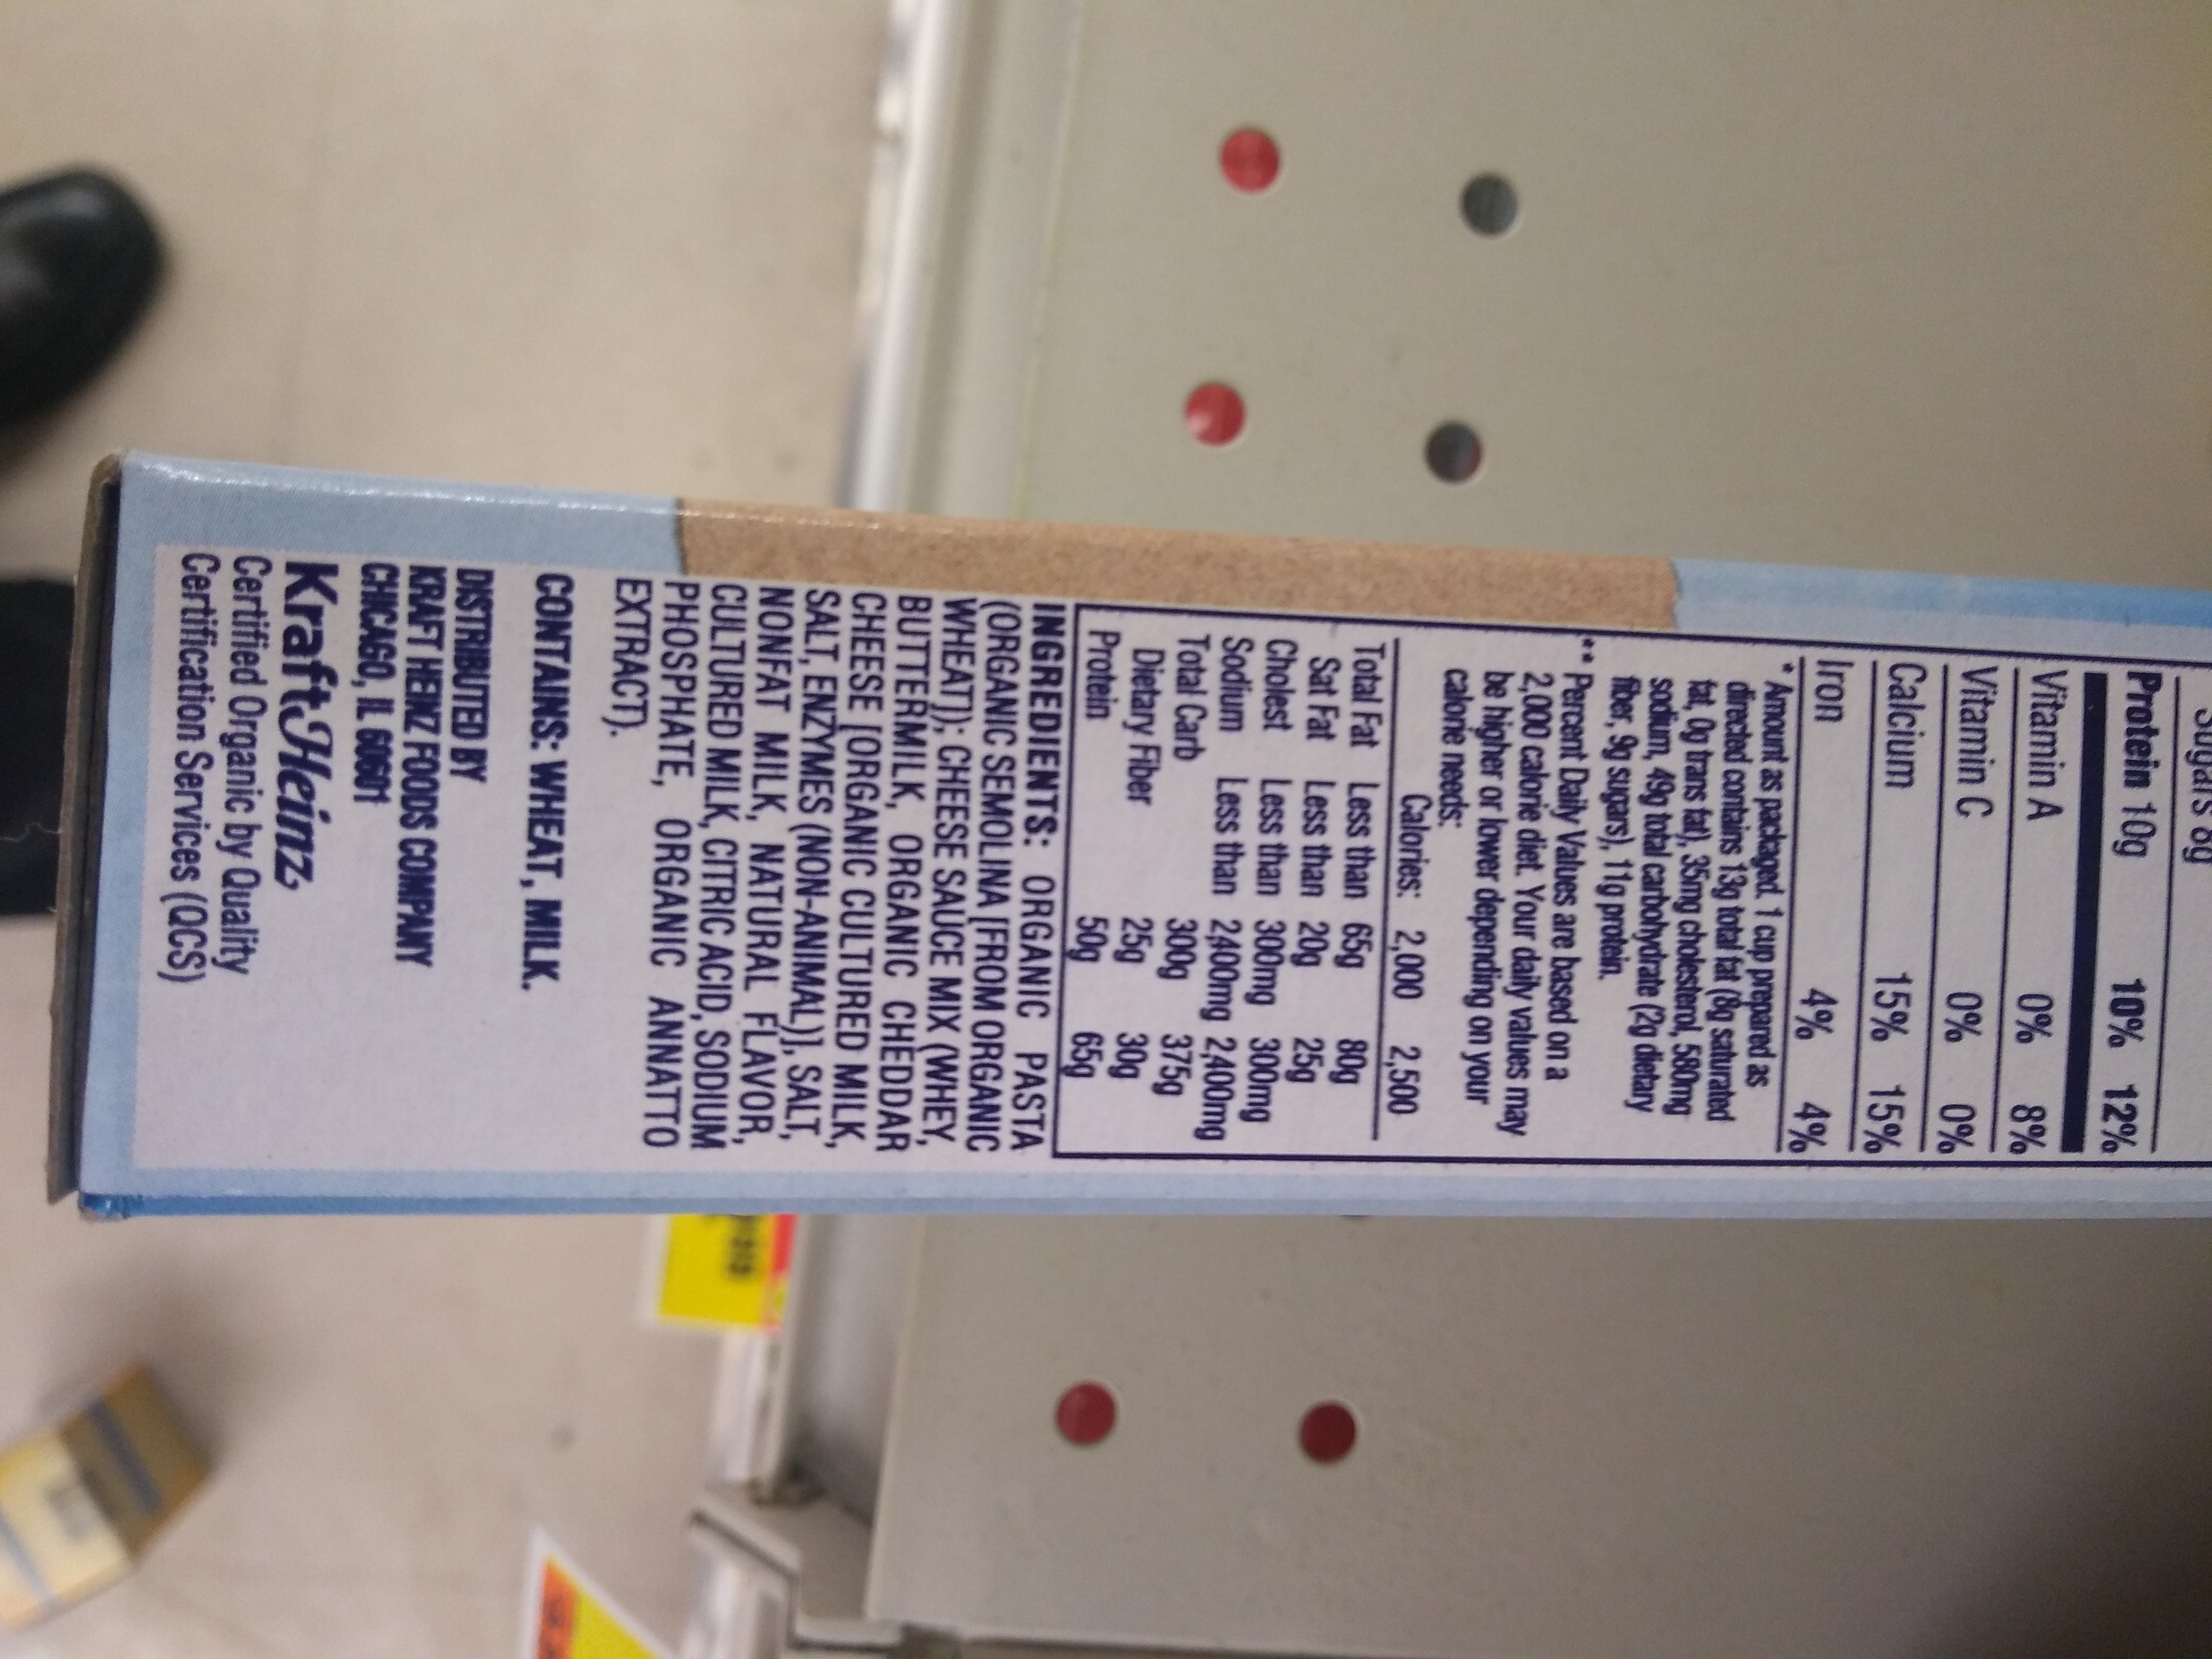 Sugars 8g
Protein 10g 10% 12%
Vitamin A 0% 8%
Vitamin C 0% 0%
Calcium 15% 15%
Iron 4% 4%
* Amount as packaged. 1 cup prepared as
directed contains 13g total fat (8g saturated
fat, 0g trans fat), 35mg cholesterol, 580mg
sodium, 49g total carbohydrate (2g dietary
fiber, 9g sugars), 11g protein.
** Percent Daily Values are based on a
2,000 calorie diet. Your daily values may
be higher or lower depending on your
calorie needs:
Calories: 2,000 2,500
Total Fat Less than 65g 80g
Sat Fat Less than 20g 25g
Cholest Less than 300mg 300mg
Sodium Less than 2,400mg 2,400mg
Total Carb 300g 375g
Dietary Fiber 25g 30g
Protein 50g 65g
INGREDIENTS: ORGANIC PASTA
(ORGANIC SEMOLINA [FROM ORGANIC
WHEAT]); CHEESE SAUCE MIX (WHEY,
BUTTERMILK, ORGANIC CHEDDAR
CHEESE [ORGANIC CULTURED MILK,
SALT, ENZYMES (NON-ANIMAL)], SALT,
NONFAT MILK, NATURAL FLAVOR,
CULTURED MILK, CITRIC ACID, SODIUM
PHOSPHATE, ORGANIC ANNATTO
EXTRACT).
CONTAINS: WHEAT, MILK.
DISTRIBUTED BY
KRAFT HEINZ FOODS COMPANY
CHICAGO, IL 60601
KraftHeinz
Certified Organic by Quality
Certification Services (QCS)